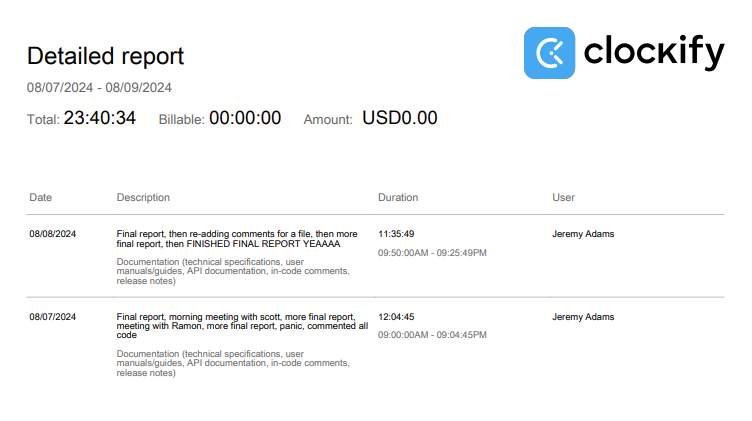 Detailed report
clockify
08/07/2024 - 08/09/2024
Total: 23:40:34 Billable: 00:00:00 Amount: USD0.00
Date Description Duration User
08/08/2024 Final report, then re-adding comments for a file, then more 11:35:49 Jeremy Adams
final report, then FINISHED FINAL REPORT YEAAAA
09:50:00AM - 09:25:49PM
Documentation (technical specifications, user
manuals/guides, API documentation, in-code comments,
release notes)
08/07/2024 Final report, morning meeting with scott, more final report, 12:04:45 Jeremy Adams
meeting with Ramon, more final report, panic, commented all
code
09:00:00AM - 09:04:45PM
Documentation (technical specifications, user
manuals/guides, API documentation, in-code comments,
release notes)